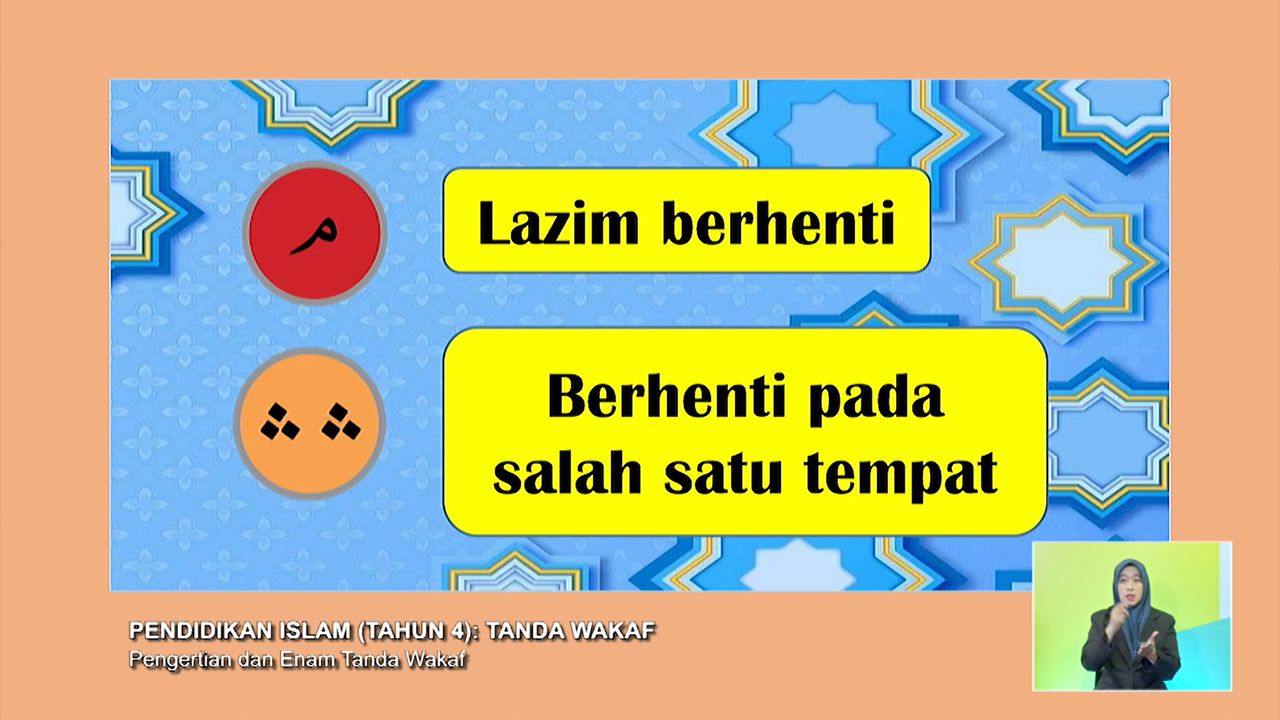 م
Lazim berhenti
ۛ ۛ
Berhenti pada
salah satu tempat
PENDIDIKAN ISLAM (TAHUN 4): TANDA WAKAF
Pengertian dan Enam Tanda Wakaf